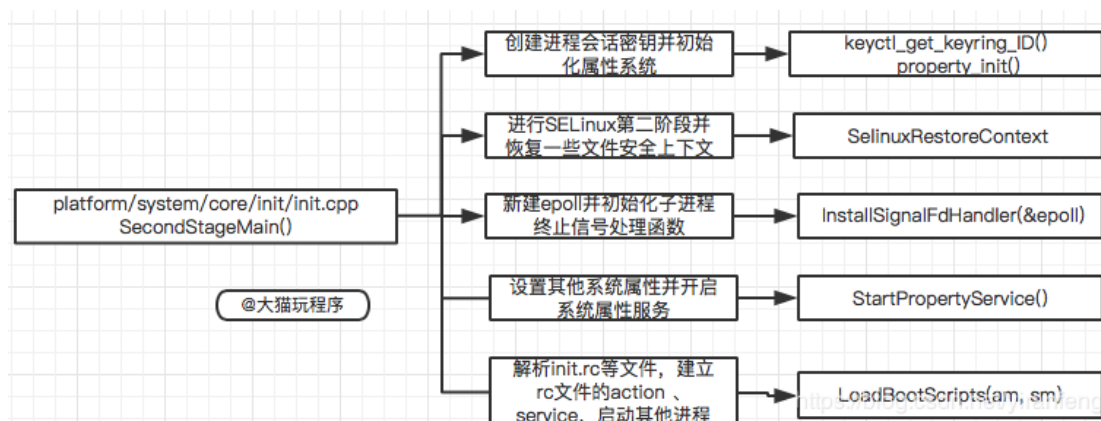 创建进程会话密钥并初始
化属性系统
keyctl_get_keyring_ID()
property_init()
进行SELinux第二阶段并
恢复一些文件安全上下文
SelinuxRestoreContext
platform/system/core/init/init.cpp
SecondStageMain()
新建epoll并初始化子进程
终止信号处理函数
InstallSignalFdHandler(&epoll)
@大猫玩程序
设置其他系统属性并开启
系统属性服务
StartPropertyService()
解析init.rc等文件，建立
rc文件的action 、
service，启动其他进程
LoadBootScripts(am, sm)